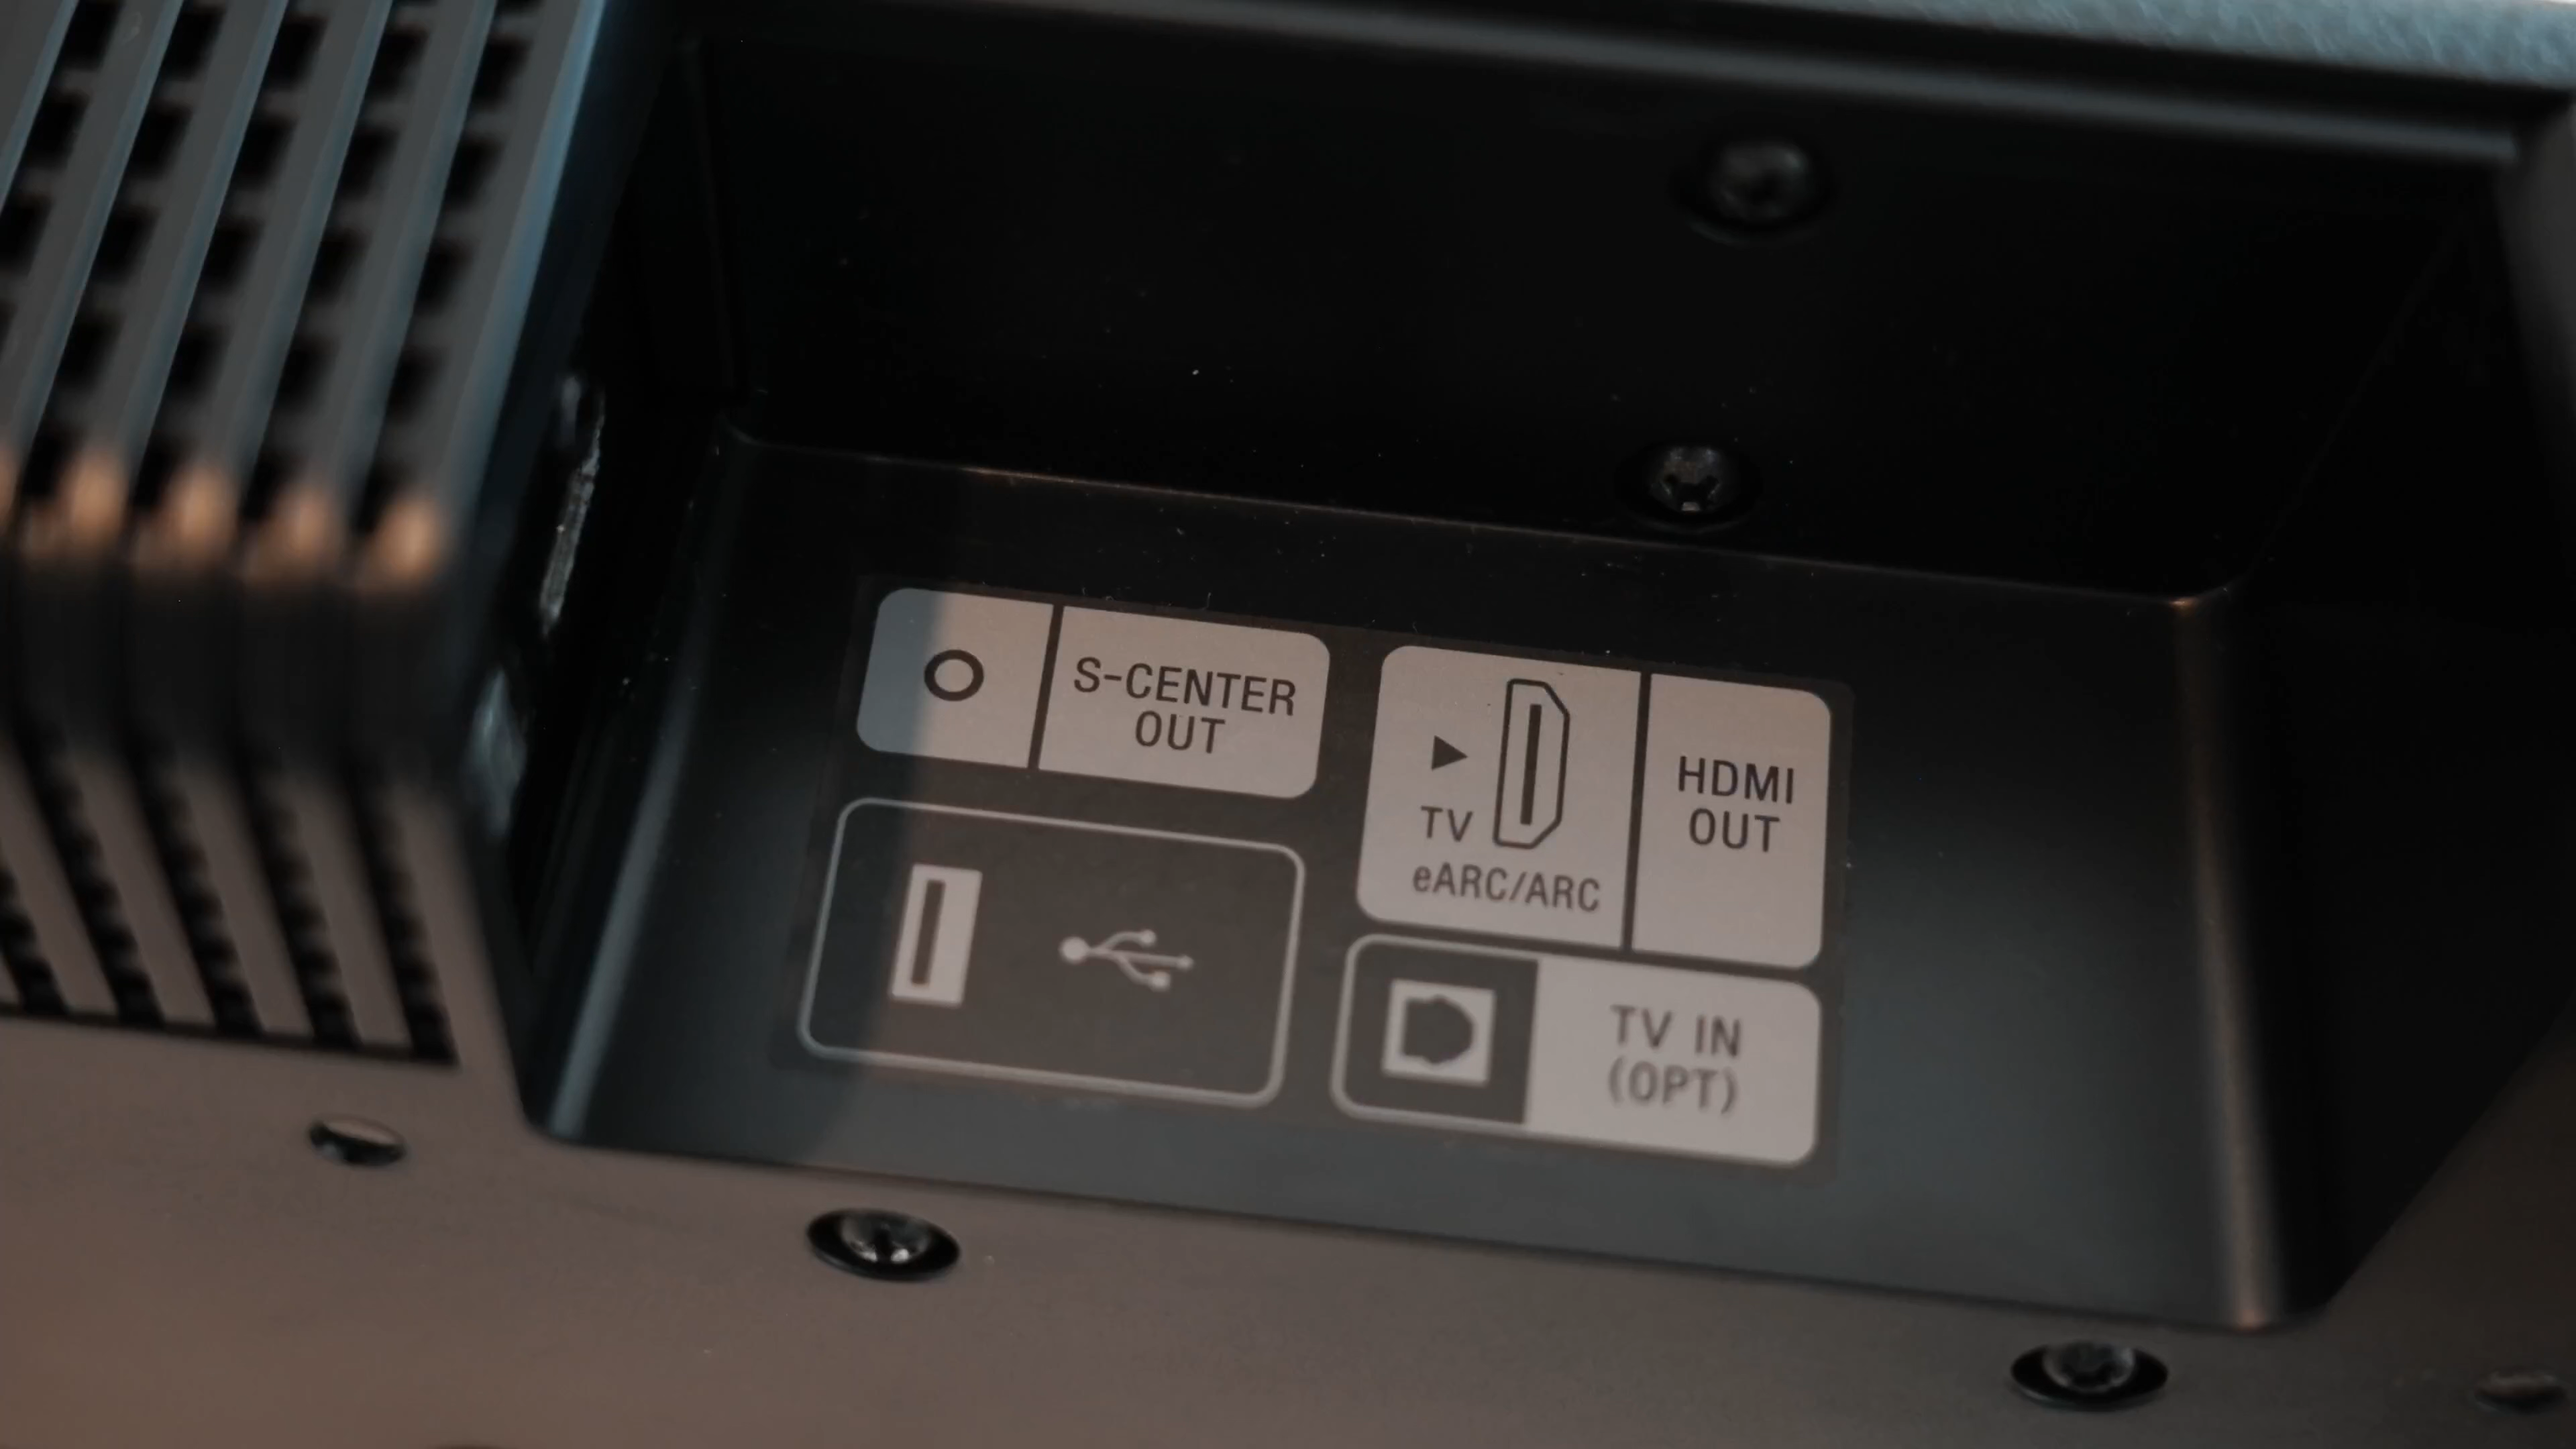 S-CENTER
OUT
TV
eARC/ARC
HDMI
OUT
TV IN
(OPT)